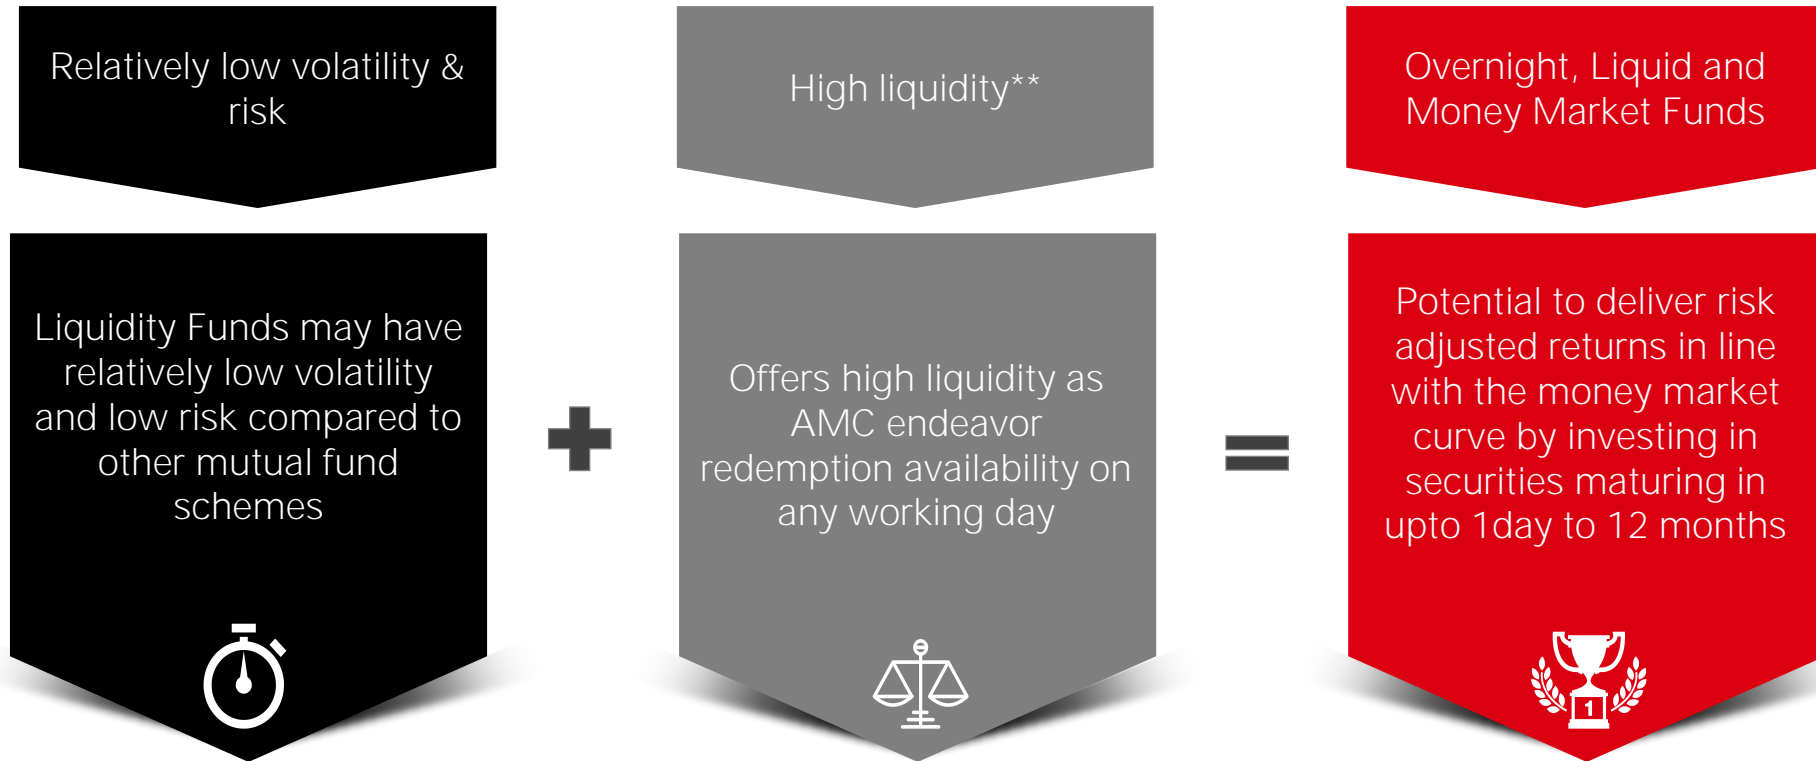 Relatively low volatility &
risk
High liquidity**
Overnight, Liquid and
Money Market Funds
Liquidity Funds may have
relatively low volatility
and low risk compared to
other mutual fund
schemes
Offers high liquidity as
AMC endeavor
redemption availability on
any working day
Potential to deliver risk
adjusted returns in line
with the money market
curve by investing in
securities maturing in
upto 1day to 12 months
1